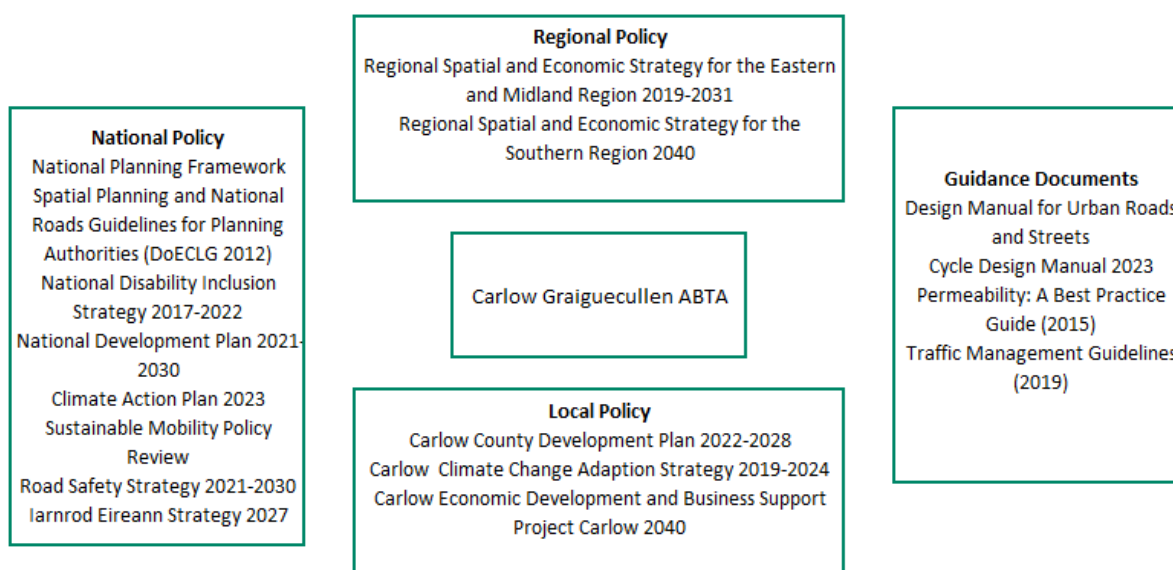 Regional Policy
Regional Spatial and Economic Strategy for the Eastern
and Midland Region 2019-2031
Regional Spatial and Economic Strategy for the
Southern Region 2040
National Policy
National Planning Framework
Spatial Planning and National
Roads Guidelines for Planning
Authorities (DoECLG 2012)
National Disability Inclusion
Strategy 2017-2022
National Development Plan 2021-
2030
Climate Action Plan 2023
Sustainable Mobility Policy
Review
Road Safety Strategy 2021-2030
Iarnrod Eireann Strategy 2027
Carlow Graiguecullen ABTA
Guidance Documents
Design Manual for Urban Roads
and Streets
Cycle Design Manual 2023
Permeability: A Best Practice
Guide (2015)
Traffic Management Guidelines
(2019)
Local Policy
Carlow County Development Plan 2022-2028
Carlow Climate Change Adaption Strategy 2019-2024
Carlow Economic Development and Business Support
Project Carlow 2040